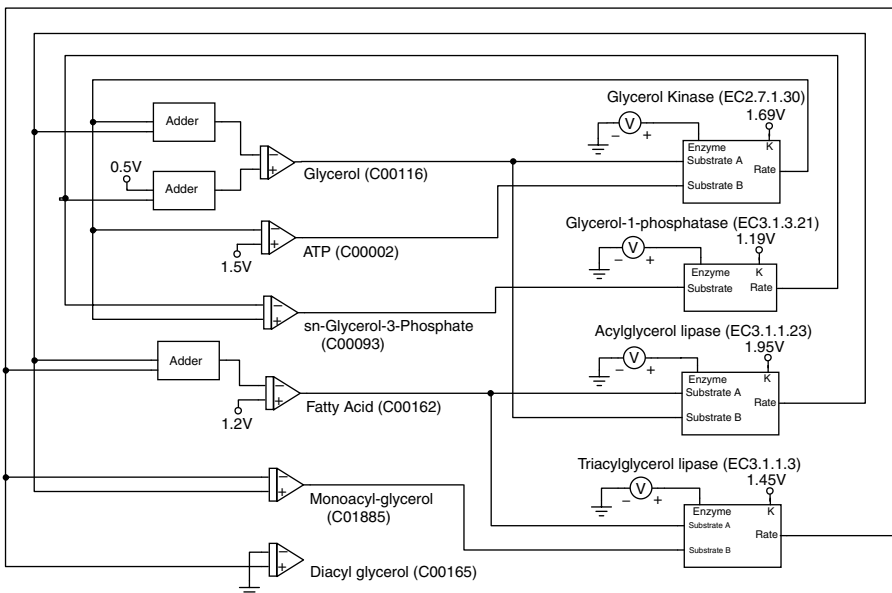 Glycerol Kinase (EC2.7.1.30)
1.69V
Adder
V
− +
Enzyme K
Substrate A
Rate
Substrate B
−
+
Glycerol (C00116)
0.5V
Adder
−
+
ATP (C00002)
1.5V
Glycerol-1-phosphatase (EC3.1.3.21)
1.19V
V
− +
Enzyme K
Substrate Rate
−
+
sn-Glycerol-3-Phosphate
(C00093)
Acylglycerol lipase (EC3.1.1.23)
1.95V
V
− +
Enzyme K
Substrate A
Rate
Substrate B
Adder
−
+
Fatty Acid (C00162)
1.2V
Triacylglycerol lipase (EC3.1.1.3)
1.45V
V
− +
Enzyme K
Substrate A
Rate
Substrate B
−
+
Monoacyl-glycerol
(C01885)
−
+
Diacyl glycerol (C00165)